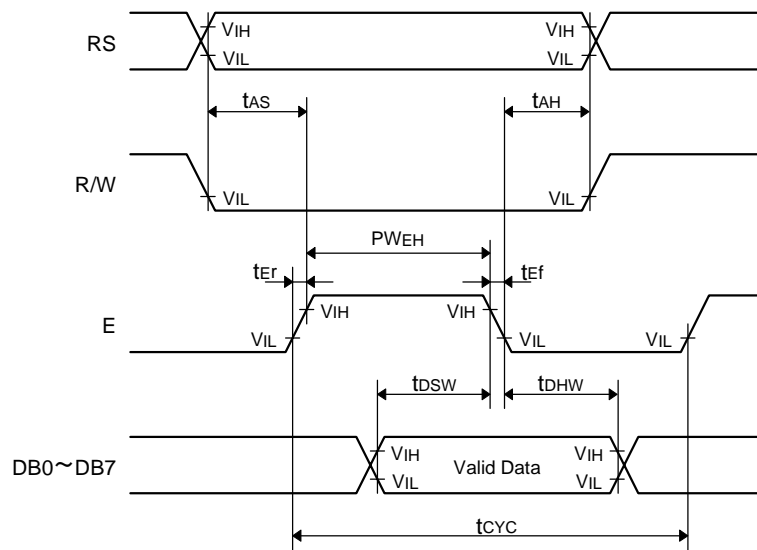 RS
VIH
VIL
VIH
VIL
tAS
tAH
R/W
VIL
VIL
PWEH
tEr
tEf
E
VIH
VIH
VIL
VIL
VIL
tDSW
tDHW
DB0～DB7
VIH
VIL
Valid Data
VIH
VIL
tCYC